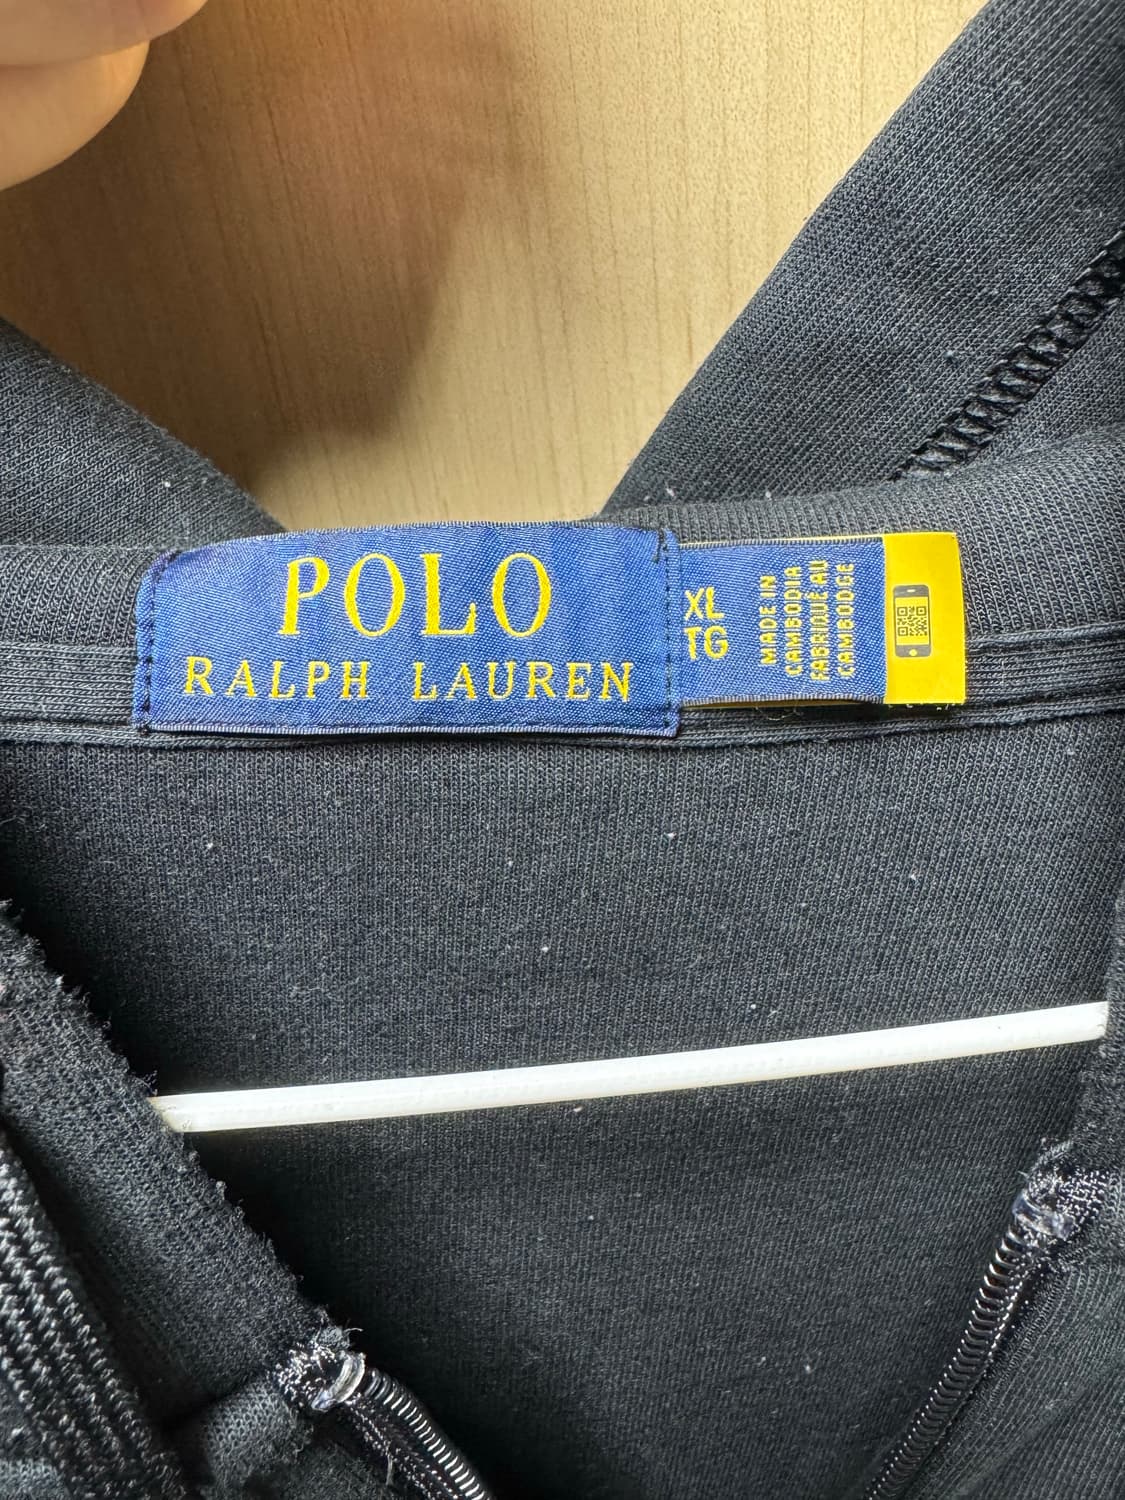 POLO
RALPH LAUREN
XL
TG
MADE IN
CAMBODIA
FABRIQUÉ AU
CAMBODGE